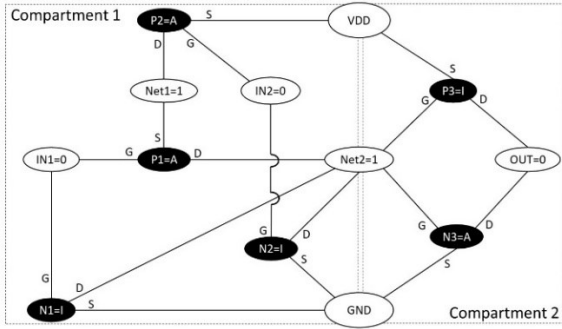 Compartment 1
P2=A
S
VDD
D
G
S
Net1=1
IN2=0
P3=I
G
D
S
IN1=0
G
P1=A
D
Net2=1
OUT=0
G
D
G
N2=I
D
G
N3=A
D
S
S
G
D
N1=I
S
GND
Compartment 2